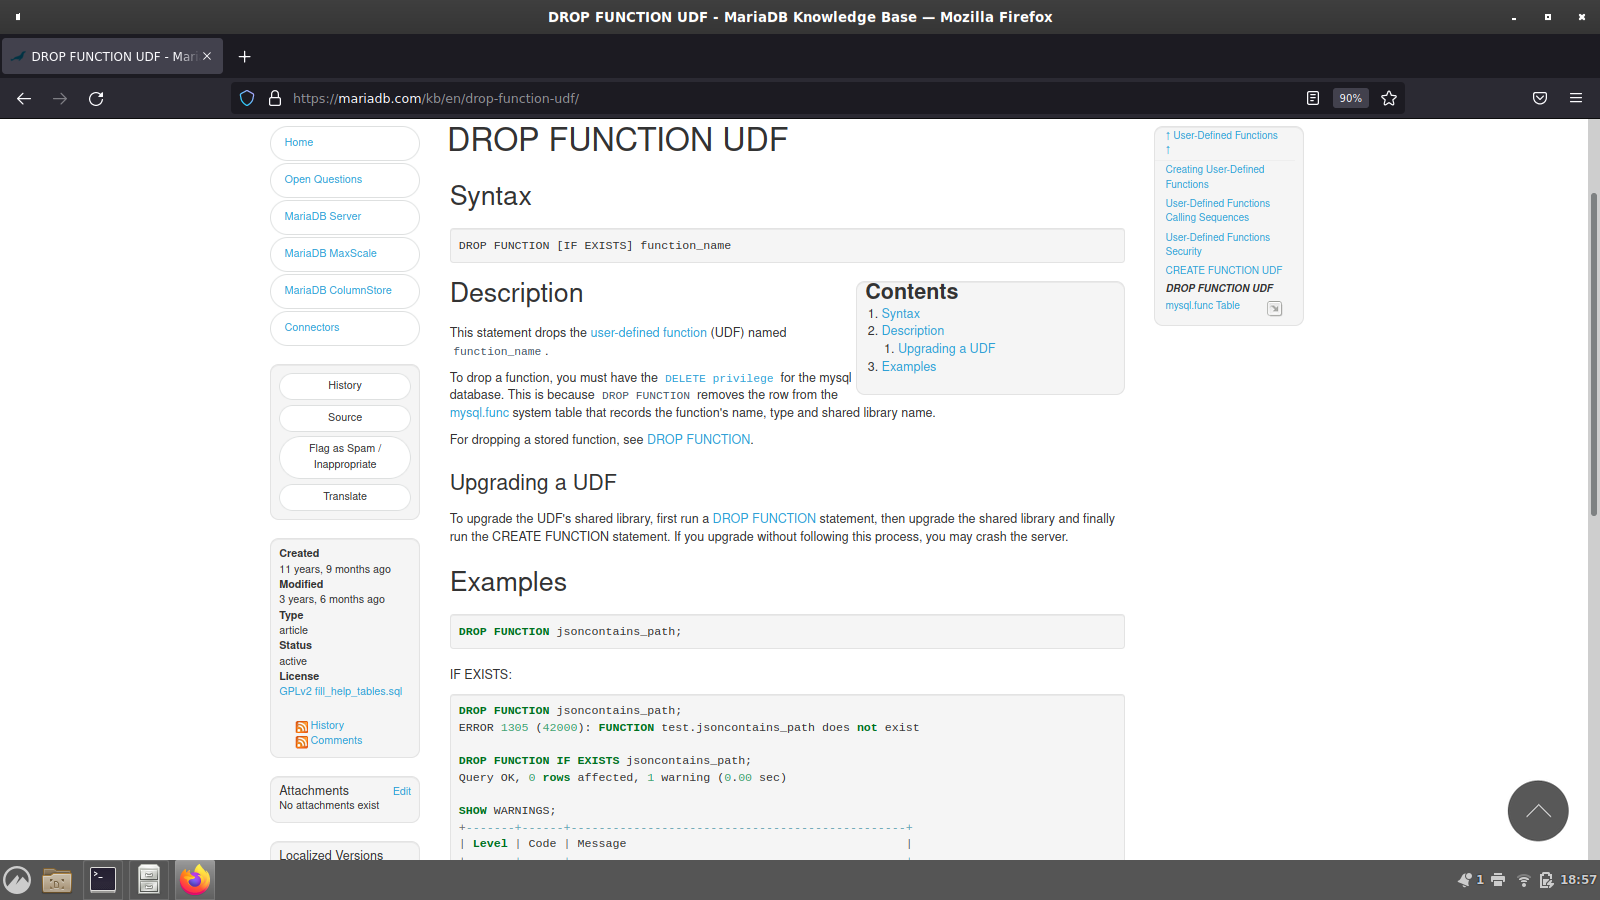 DROP FUNCTION UDF - MariaDB Knowledge Base — Mozilla Firefox
DROP FUNCTION UDF - Mari
https://mariadb.com/kb/en/drop-function-udf/
90%
Home
Open Questions
MariaDB Server
MariaDB MaxScale
MariaDB ColumnStore
Connectors
History
Source
Flag as Spam /
Inappropriate
Translate
Created
11 years, 9 months ago
Modified
3 years, 6 months ago
Type
article
Status
active
License
GPLv2 fill_help_tables.sql
History
Comments
Attachments Edit
No attachments exist
Localized Versions
DROP FUNCTION UDF
Syntax
DROP FUNCTION [IF EXISTS] function_name
Description
This statement drops the user-defined function (UDF) named
function_name.
To drop a function, you must have the DELETE privilege for the mysql
database. This is because DROP FUNCTION removes the row from the
mysql.func system table that records the function's name, type and shared library name.
For dropping a stored function, see DROP FUNCTION.
Contents
1. Syntax
2. Description
1. Upgrading a UDF
3. Examples
Upgrading a UDF
To upgrade the UDF's shared library, first run a DROP FUNCTION statement, then upgrade the shared library and finally
run the CREATE FUNCTION statement. If you upgrade without following this process, you may crash the server.
Examples
DROP FUNCTION jsoncontains_path;
IF EXISTS:
DROP FUNCTION jsoncontains_path;
ERROR 1305 (42000): FUNCTION test.jsoncontains_path does not exist
DROP FUNCTION IF EXISTS jsoncontains_path;
Query OK, 0 rows affected, 1 warning (0.00 sec)
SHOW WARNINGS;
+-------+------+------------------------------------------------+
| Level | Code | Message |
↑ User-Defined Functions
↑
Creating User-Defined
Functions
User-Defined Functions
Calling Sequences
User-Defined Functions
Security
CREATE FUNCTION UDF
DROP FUNCTION UDF
mysql.func Table
1
18:57